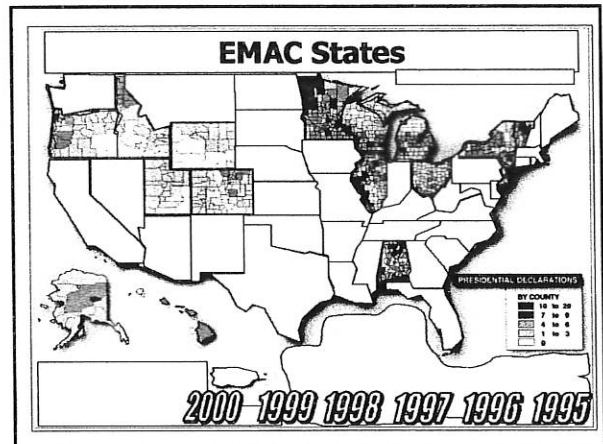 EMAC States
PRESIDENTIAL DECLARATIONS
BY COUNTY
10 to 20
7 to 9
4 to 6
1 to 3
0
2000 1999 1998 1997 1996 1995